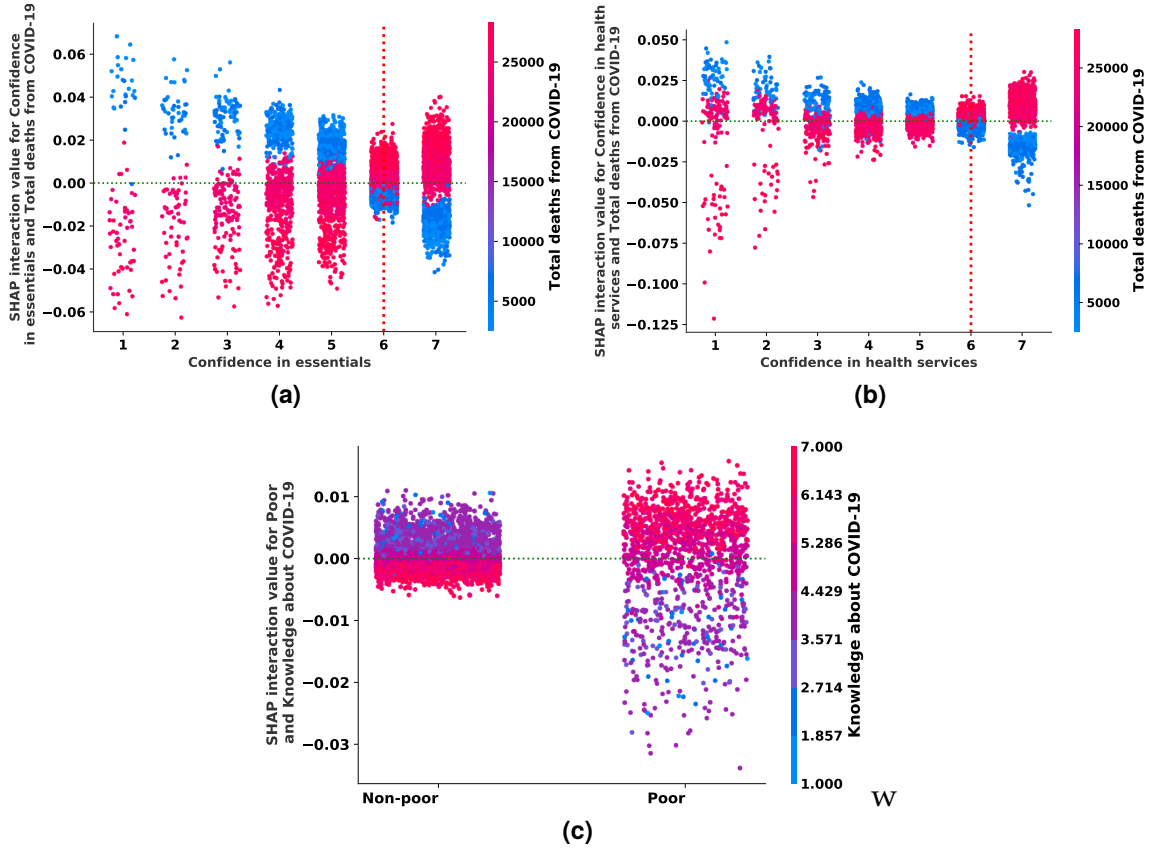 SHAP interaction value for Confidence
in essentials and Total deaths from COVID-19
0.06
0.04
0.02
0.00
−0.02
−0.04
−0.06
1 2 3 4 5 6 7
Confidence in essentials
25000
20000
15000
10000
5000
Total deaths from COVID-19
(a)
SHAP interaction value for Confidence in health
services and Total deaths from COVID-19
0.050
0.025
0.000
−0.025
−0.050
−0.075
−0.100
−0.125
1 2 3 4 5 6 7
Confidence in health services
25000
20000
15000
10000
5000
Total deaths from COVID-19
(b)
SHAP interaction value for Poor
and Knowledge about COVID-19
0.01
0.00
−0.01
−0.02
−0.03
Non-poor Poor
7.000
6.143
5.286
4.429
3.571
2.714
1.857
1.000
Knowledge about COVID-19
w
(c)